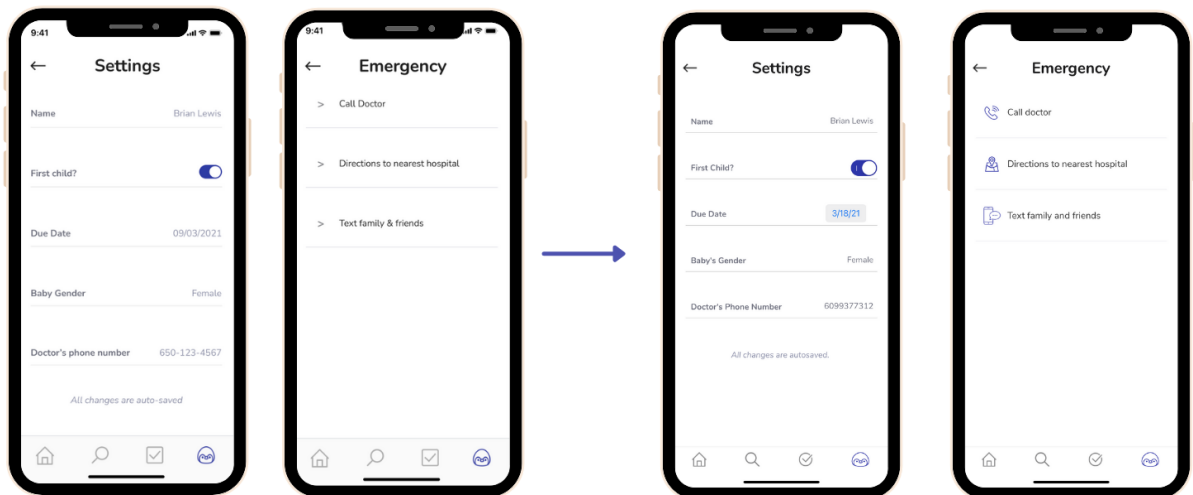 9:41
Settings
Name Brian Lewis
First child?
Due Date 09/03/2021
Baby Gender Female
Doctor's phone number 650-123-4567
All changes are auto-saved
9:41
Emergency
> Call Doctor
> Directions to nearest hospital
> Text family & friends
Settings
Name Brian Lewis
First Child?
Due Date 3/18/21
Baby's Gender Female
Doctor's Phone Number 6099377312
All changes are autosaved.
Emergency
Call doctor
Directions to nearest hospital
Text family and friends